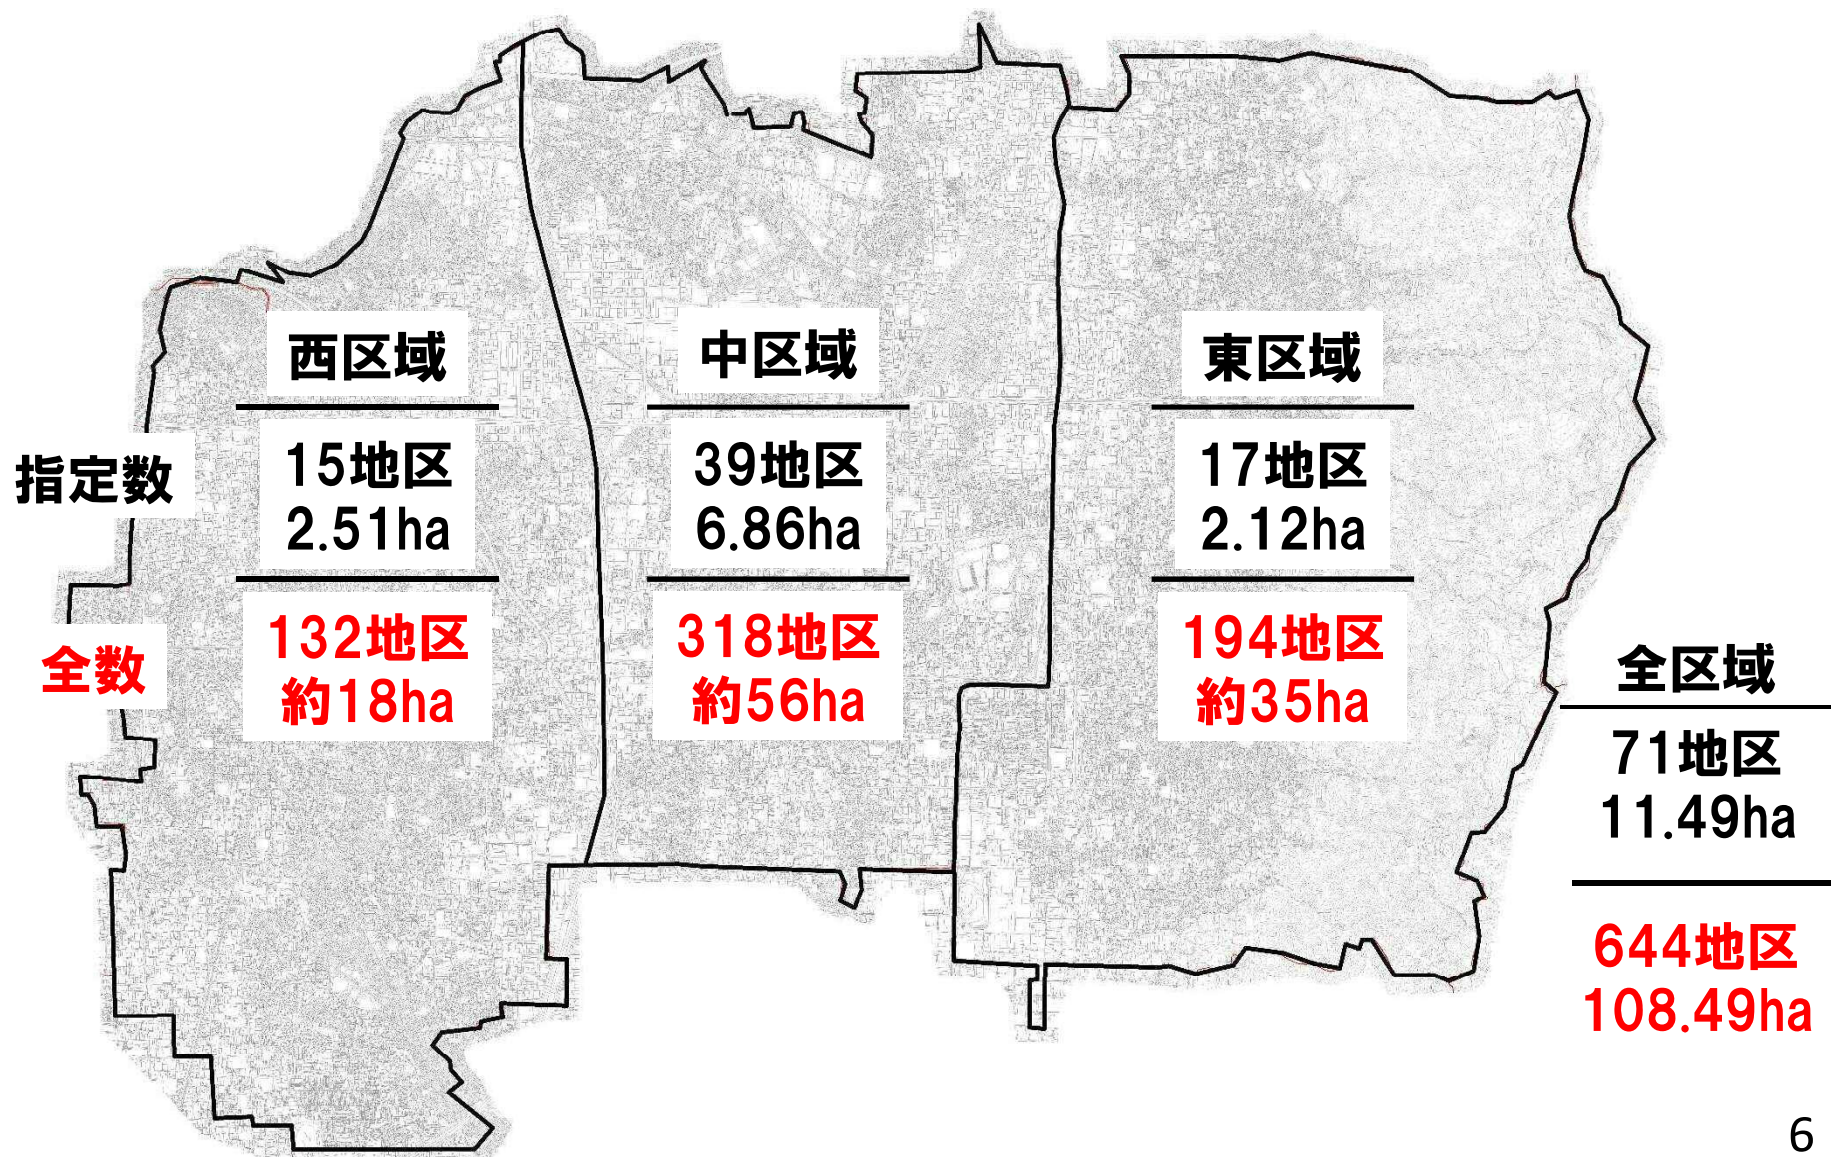 西区域
中区域
東区域
指定数
15地区
2.51ha
39地区
6.86ha
17地区
2.12ha
全数
132地区
約18ha
318地区
約56ha
194地区
約35ha
全区域
71地区
11.49ha
644地区
108.49ha
6